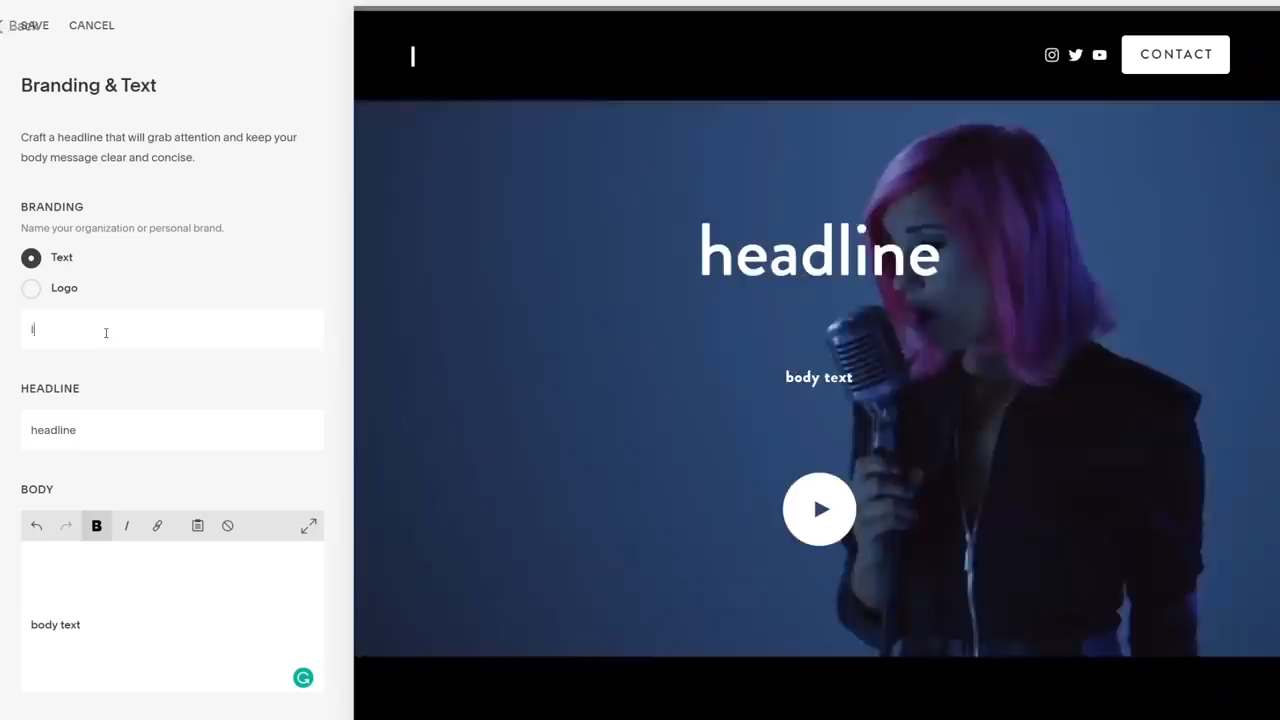 Back
SAVE
CANCEL
Branding & Text
Craft a headline that will grab attention and keep your
body message clear and concise.
BRANDING
Name your organization or personal brand.
Text
Logo
i
HEADLINE
headline
BODY
B I
body text
I
CONTACT
headline
body text